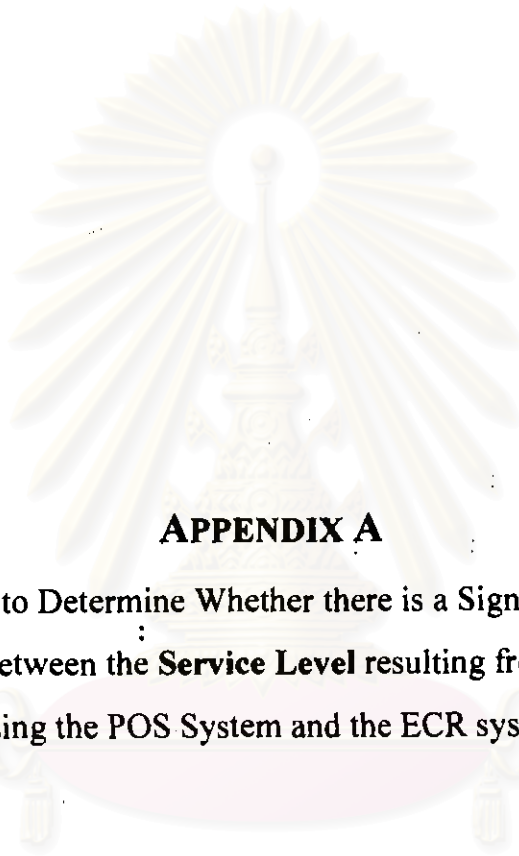 APPENDIX A
to Determine Whether there is a Sign
etween the Service Level resulting fr
ing the POS System and the ECR sys